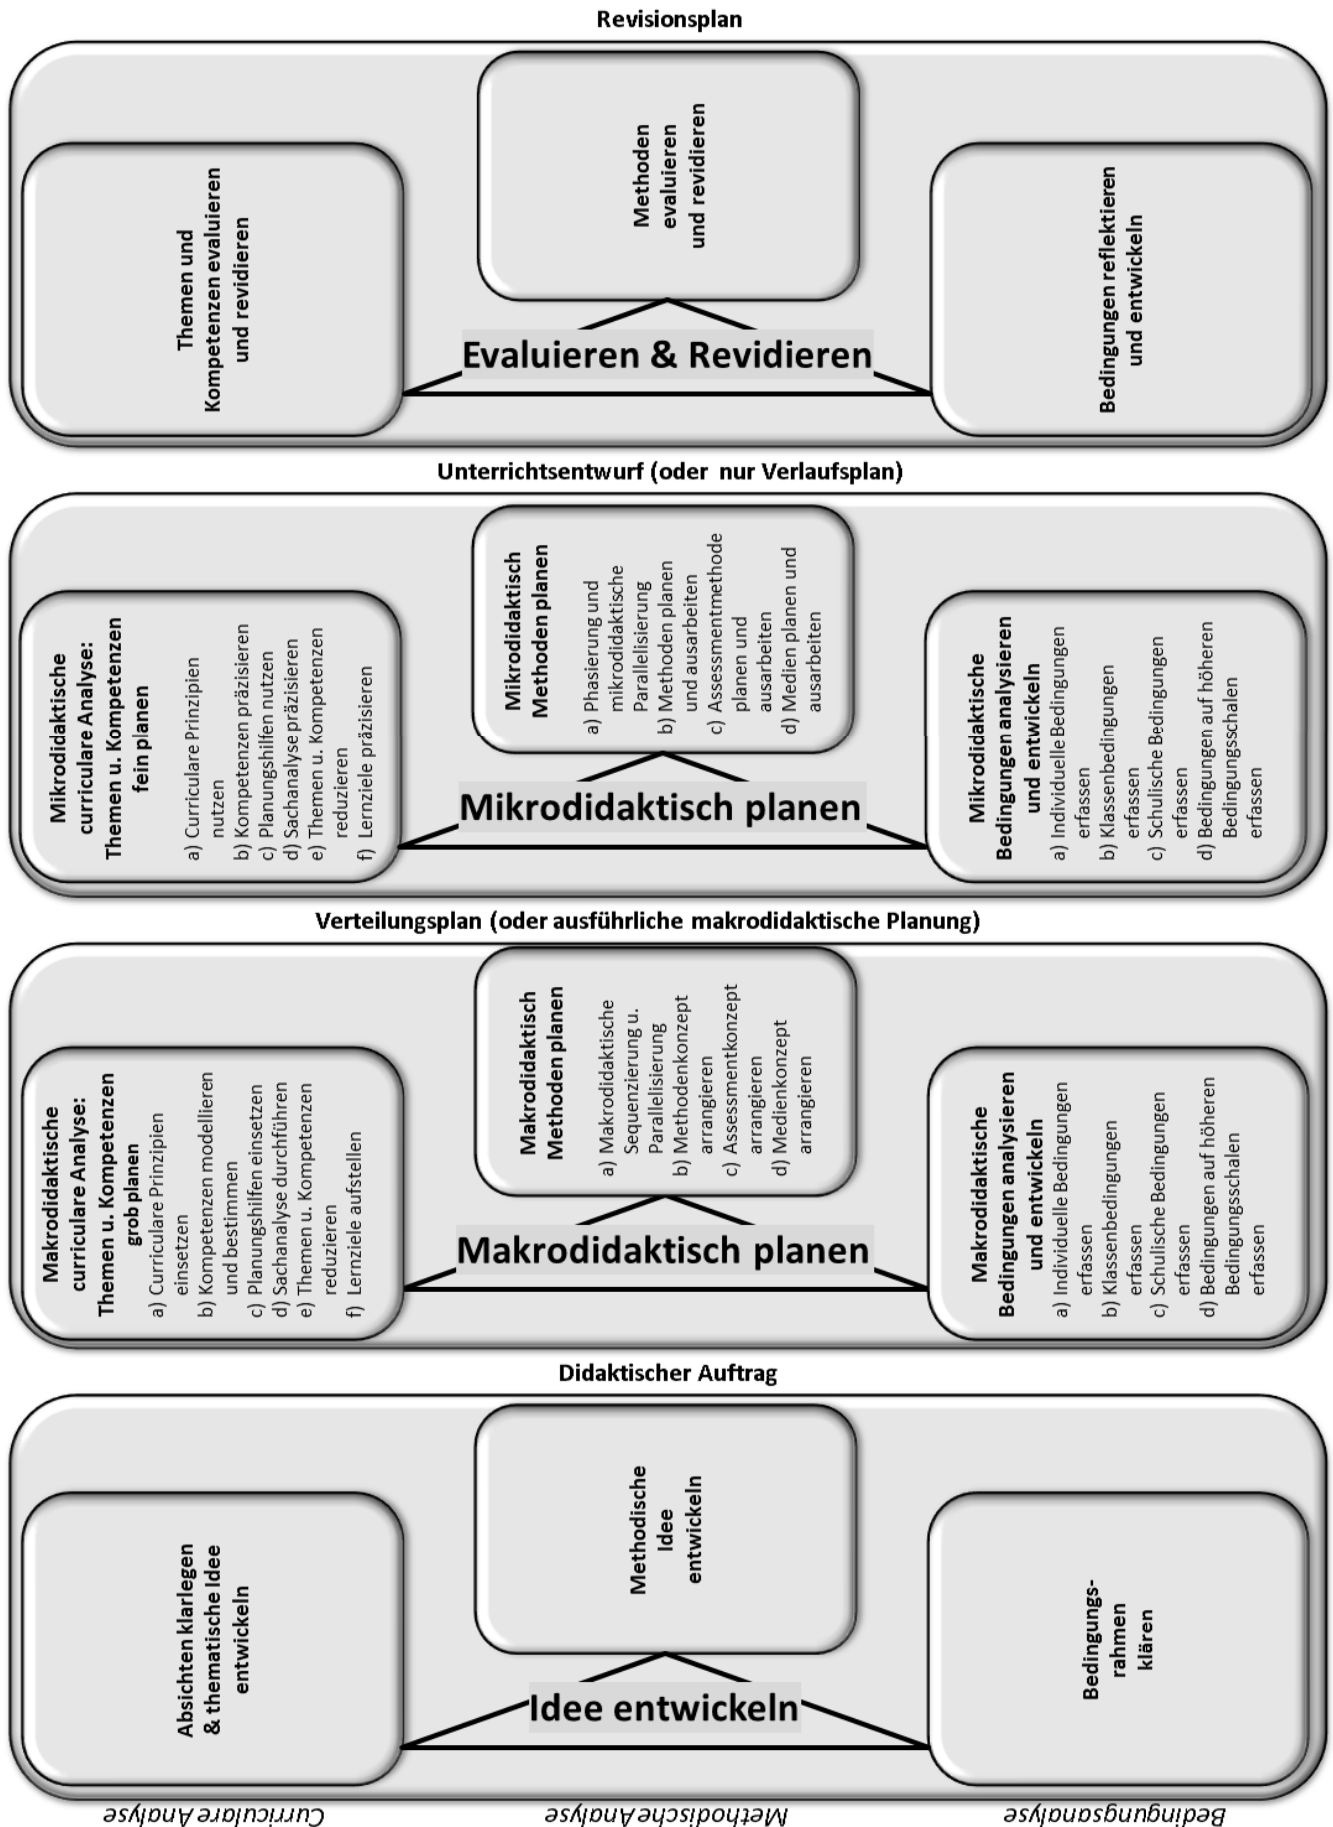 Revisionsplan
Themen und
Kompetenzen evaluieren
und revidieren
Methoden
evaluieren
und revidieren
Bedingungen reflektieren
und entwickeln
Evaluieren & Revidieren
Unterrichtsentwurf (oder nur Verlaufsplan)
Mikrodidaktische
curriculare Analyse:
Themen u. Kompetenzen
fein planen
a) Curriculare Prinzipien
nutzen
b) Kompetenzen präzisieren
c) Planungshilfen nutzen
d) Sachanalyse präzisieren
e) Themen u. Kompetenzen
reduzieren
f) Lernziele präzisieren
Mikrodidaktisch
Methoden planen
a) Phasierung und
mikrodidaktische
Parallelisierung
b) Methoden planen
und ausarbeiten
c) Assessmentmethode
planen und
ausarbeiten
d) Medien planen und
ausarbeiten
Mikrodidaktische
Bedingungen analysieren
und entwickeln
a) Individuelle Bedingungen
erfassen
b) Klassenbedingungen
erfassen
c) Schulische Bedingungen
erfassen
d) Bedingungen auf höheren
Bedingungsschalen
erfassen
Mikrodidaktisch planen
Verteilungsplan (oder ausführliche makrodidaktische Planung)
Makrodidaktische
curriculare Analyse:
Themen u. Kompetenzen
grob planen
a) Curriculare Prinzipien
einsetzen
b) Kompetenzen modellieren
und bestimmen
c) Planungshilfen einsetzen
d) Sachanalyse durchführen
e) Themen u. Kompetenzen
reduzieren
f) Lernziele aufstellen
Makrodidaktisch
Methoden planen
a) Makrodidaktische
Sequenzierung u.
Parallelisierung
b) Methodenkonzept
arrangieren
c) Assessmentkonzept
arrangieren
d) Medienkonzept
arrangieren
Makrodidaktische
Bedingungen analysieren
und entwickeln
a) Individuelle Bedingungen
erfassen
b) Klassenbedingungen
erfassen
c) Schulische Bedingungen
erfassen
d) Bedingungen auf höheren
Bedingungsschalen
erfassen
Makrodidaktisch planen
Didaktischer Auftrag
Absichten klarlegen
& thematische Idee
entwickeln
Methodische
Idee
entwickeln
Bedingungs-
rahmen
klären
Idee entwickeln
Curriculare Analyse
Methodische Analyse
Bedingungsanalyse